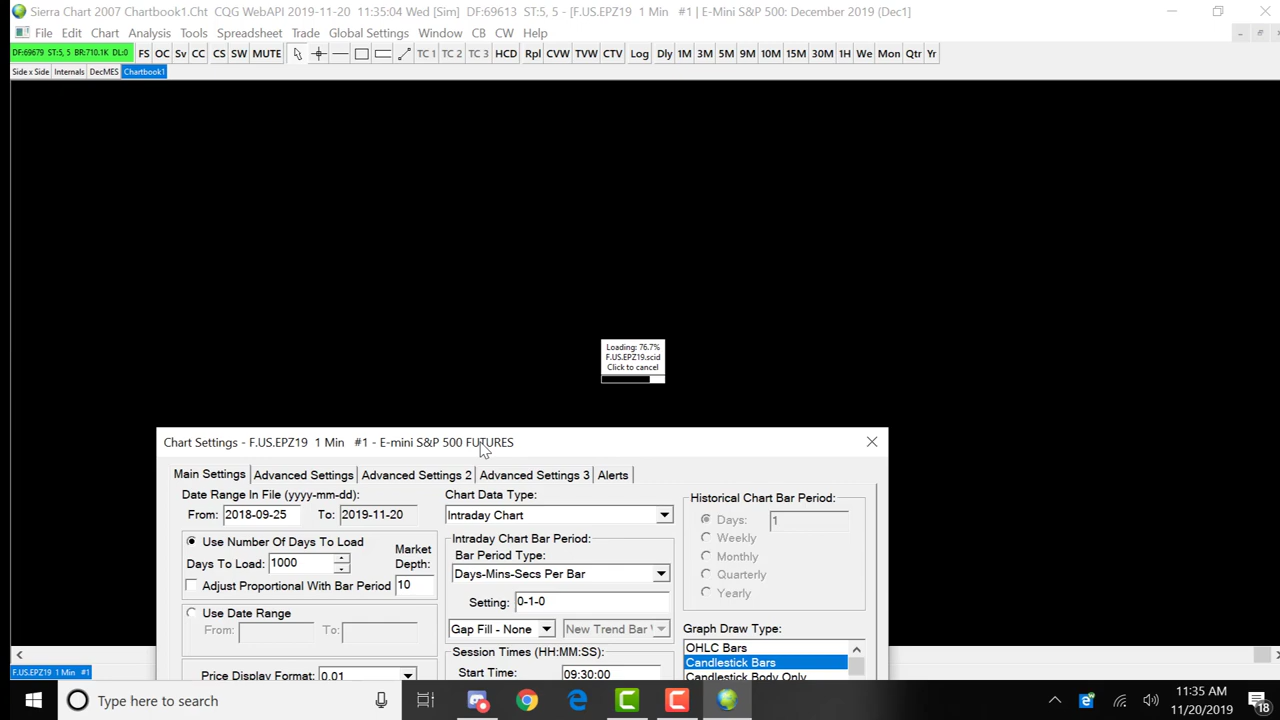 Sierra Chart 2007 Chartbook1.Cht  CQG WebAPI 2019-11-20  11:35:04 Wed [Sim]  DF:69613  ST:5, 5 - [F.US.EPZ19  1 Min   #1 | E-Mini S&P 500: December 2019 (Dec1)]
File Edit Chart Analysis Tools Spreadsheet Trade Global Settings Window CB CW Help
DF:69679 ST:5, 5 BR:710.1K DL:0 FS OC Sv CC CS SW MUTE TC 1 TC 2 TC 3 HCD Rpl CVW TVW CTV Log Dly 1M 3M 5M 9M 10M 15M 30M 1H We Mon Qtr Yr
Side x Side Internals DecMES Chartbook1
Loading: 76.7%
F.US.EPZ19.scid
Click to cancel
Chart Settings - F.US.EPZ19  1 Min   #1 - E-mini S&P 500 FUTURES
Main Settings Advanced Settings Advanced Settings 2 Advanced Settings 3 Alerts
Date Range In File (yyyy-mm-dd):
From: 2018-09-25 To: 2019-11-20
Use Number Of Days To Load
Days To Load: 1000
Market
Depth:
Adjust Proportional With Bar Period 10
Use Date Range
From: To:
Price Display Format: 0.01
Chart Data Type:
Intraday Chart
Intraday Chart Bar Period:
Bar Period Type:
Days-Mins-Secs Per Bar
Setting: 0-1-0
Gap Fill - None New Trend Bar
Session Times (HH:MM:SS):
Start Time: 09:30:00
Historical Chart Bar Period:
Days: 1
Weekly
Monthly
Quarterly
Yearly
Graph Draw Type:
OHLC Bars
Candlestick Bars
Candlestick Body Only
F.US.EPZ19  1 Min   #1
Type here to search
11:35 AM
11/20/2019
18